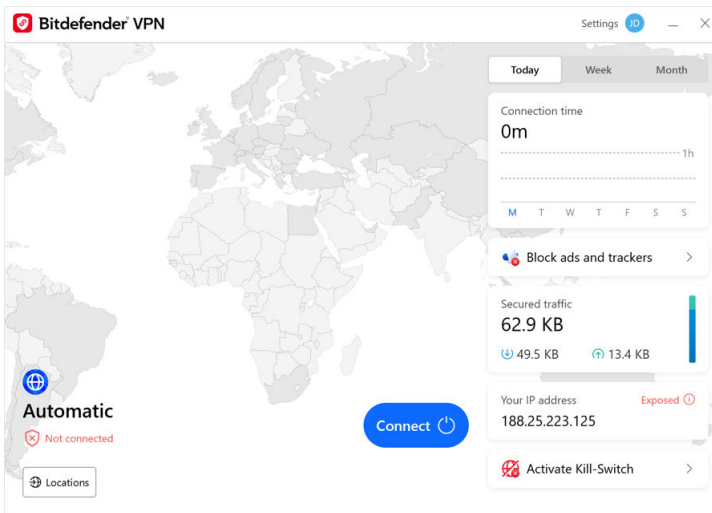 Bitdefender® VPN
Settings JD
Today Week Month
Connection time
0m
1h
M T W T F S S
Block ads and trackers
Secured traffic
62.9 KB
49.5 KB 13.4 KB
Your IP address Exposed
188.25.223.125
Activate Kill-Switch
Automatic
Not connected
Connect
Locations